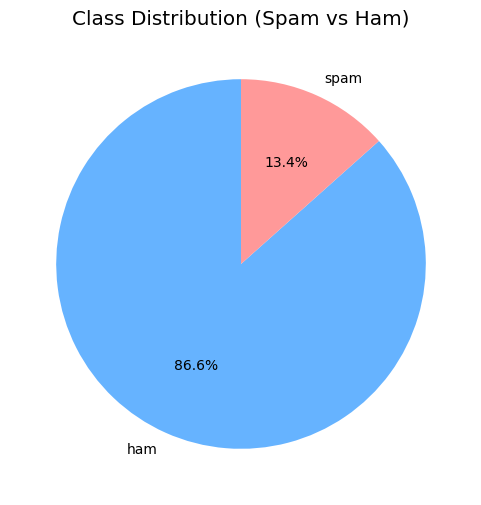 Class Distribution (Spam vs Ham)
spam
13.4%
86.6%
ham